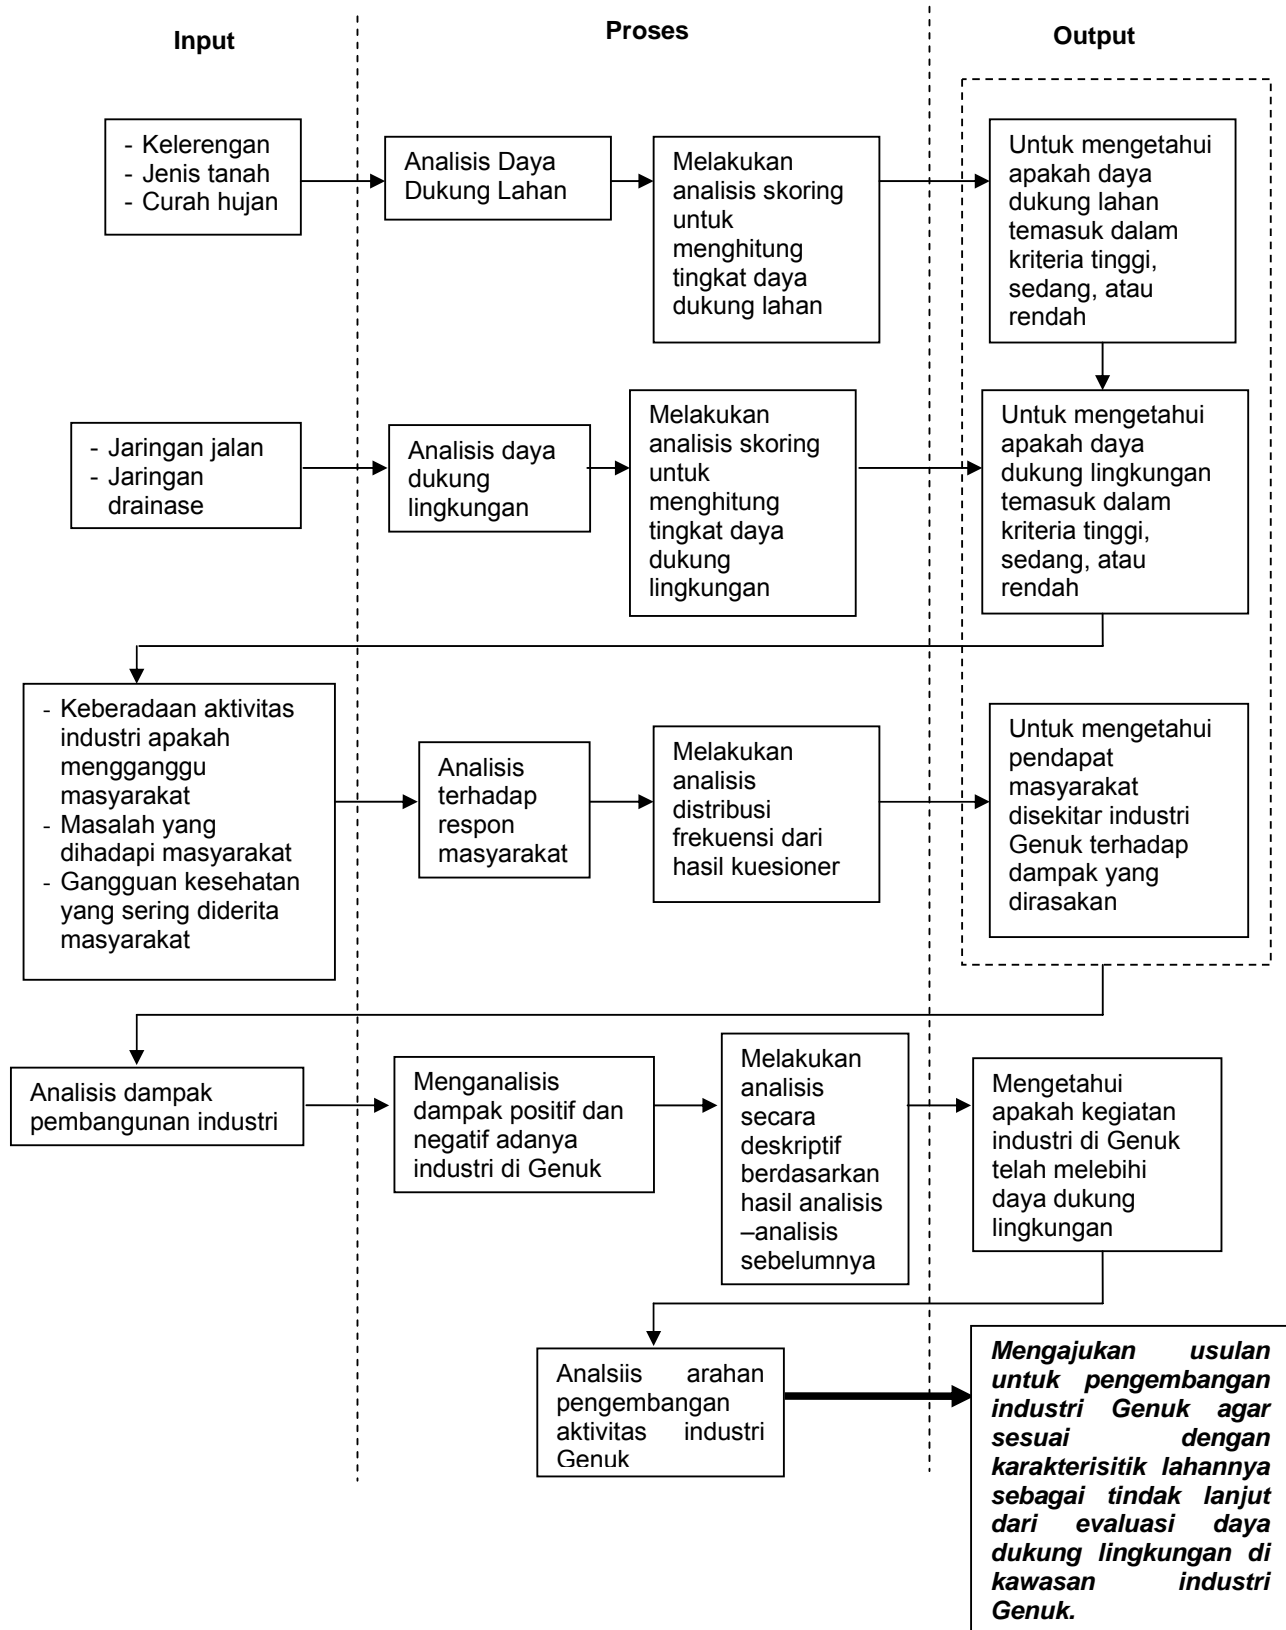 Input
Proses
Output
- Kelerengan
- Jenis tanah
- Curah hujan
Analisis Daya
Dukung Lahan
Melakukan
analisis skoring
untuk
menghitung
tingkat daya
dukung lahan
Untuk mengetahui
apakah daya
dukung lahan
temasuk dalam
kriteria tinggi,
sedang, atau
rendah
- Jaringan jalan
- Jaringan
drainase
Analisis daya
dukung
lingkungan
Melakukan
analisis skoring
untuk
menghitung
tingkat daya
dukung
lingkungan
Untuk mengetahui
apakah daya
dukung lingkungan
temasuk dalam
kriteria tinggi,
sedang, atau
rendah
- Keberadaan aktivitas
industri apakah
mengganggu
masyarakat
- Masalah yang
dihadapi masyarakat
- Gangguan kesehatan
yang sering diderita
masyarakat
Analisis
terhadap
respon
masyarakat
Melakukan
analisis
distribusi
frekuensi dari
hasil kuesioner
Untuk mengetahui
pendapat
masyarakat
disekitar industri
Genuk terhadap
dampak yang
dirasakan
Analisis dampak
pembangunan industri
Menganalisis
dampak positif dan
negatif adanya
industri di Genuk
Melakukan
analisis
secara
deskriptif
berdasarkan
hasil analisis
–analisis
sebelumnya
Mengetahui
apakah kegiatan
industri di Genuk
telah melebihi
daya dukung
lingkungan
Analsiis arahan
pengembangan
aktivitas industri
Genuk
Mengajukan usulan
untuk pengembangan
industri Genuk agar
sesuai dengan
karakterisitik lahannya
sebagai tindak lanjut
dari evaluasi daya
dukung lingkungan di
kawasan industri
Genuk.